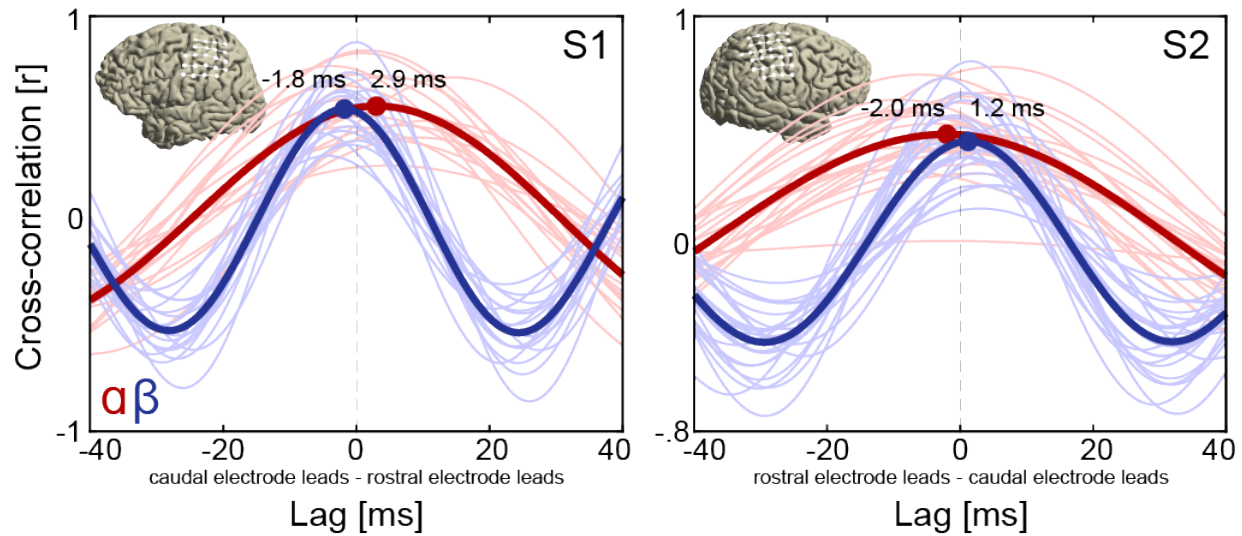 1
S1
-1.8 ms
2.9 ms
Cross-correlation [r]
0
αβ
-1
-40
-20
0
20
40
caudal electrode leads - rostral electrode leads
Lag [ms]
1
S2
-2.0 ms
1.2 ms
0
-.8
-40
-20
0
20
40
rostral electrode leads - caudal electrode leads
Lag [ms]